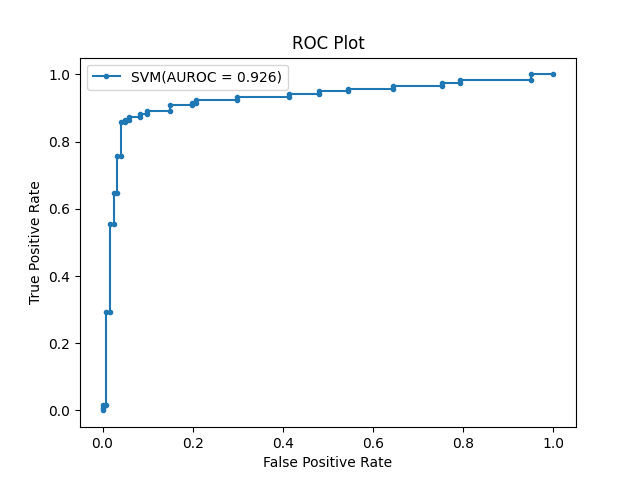 ROC Plot
SVM(AUROC = 0.926)
1.0
0.8
0.6
0.4
0.2
0.0
True Positive Rate
0.0 0.2 0.4 0.6 0.8 1.0
False Positive Rate